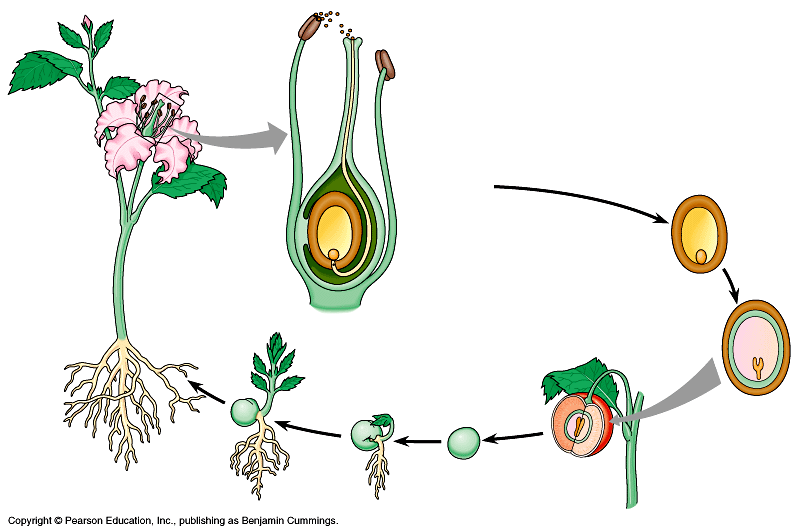 Copyright © Pearson Education, Inc., publishing as Benjamin Cummings.